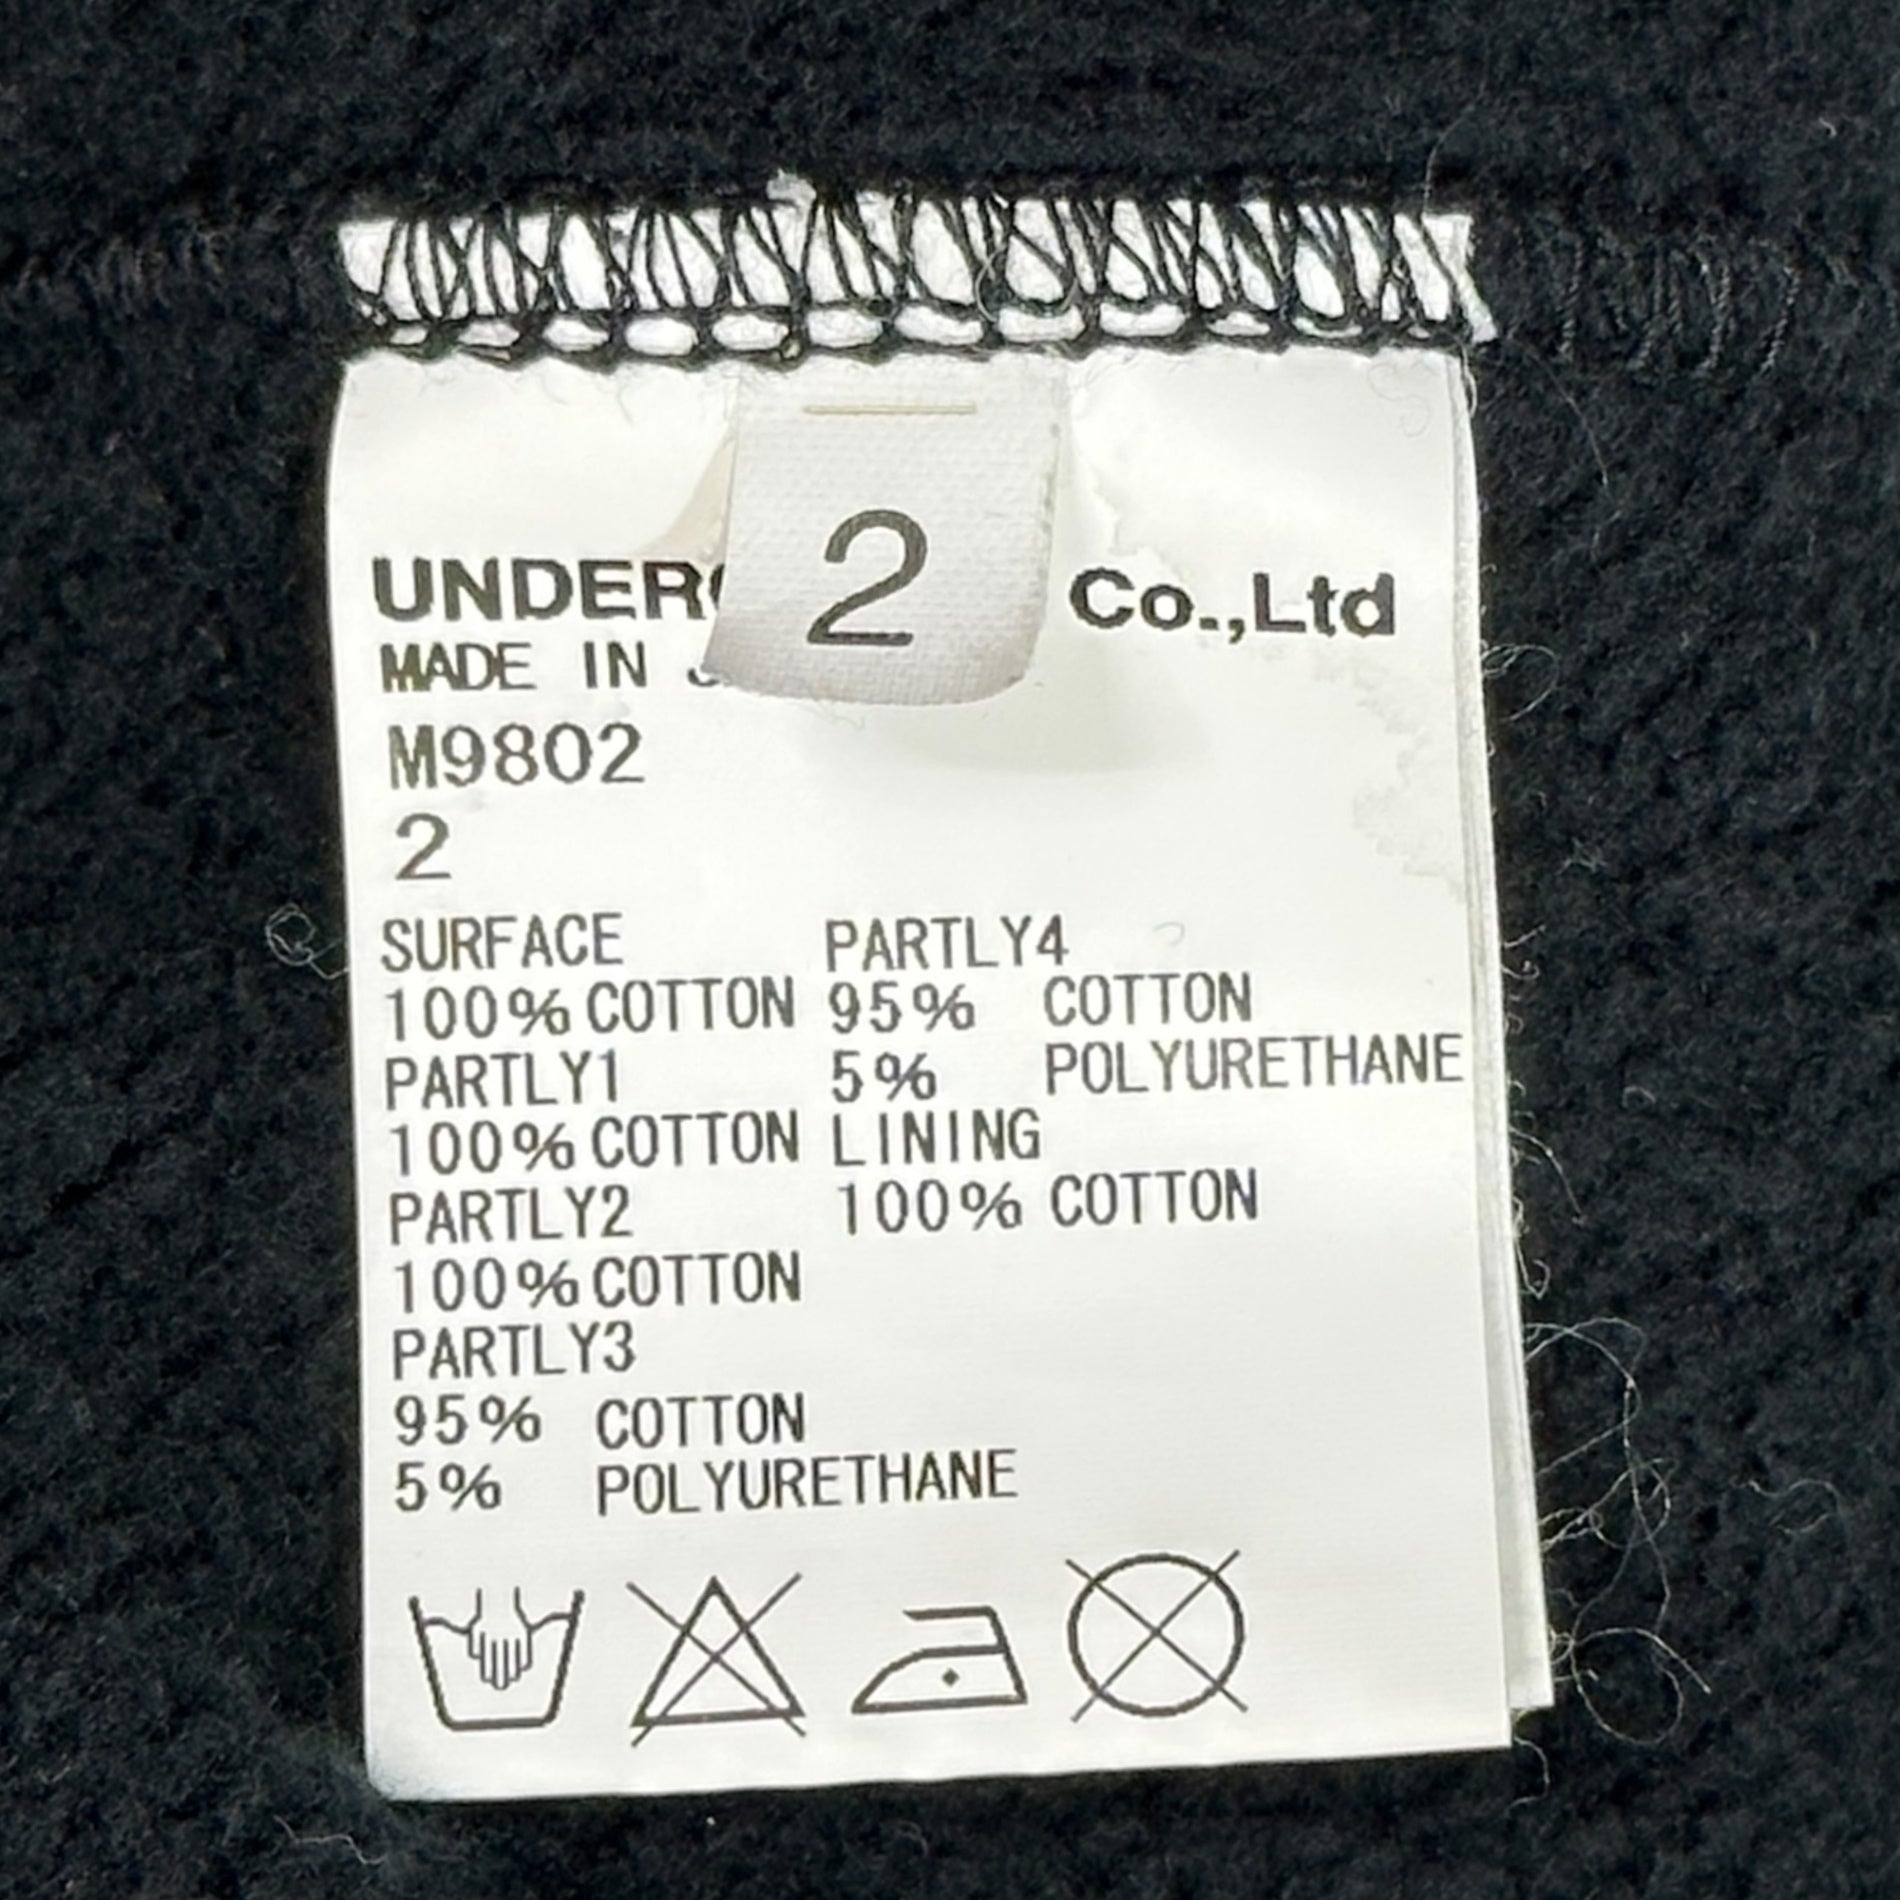 2
Co.,Ltd
MADE IN
M9802
2
SURFACE
100% COTTON
PARTLY1
100% COTTON
PARTLY2
100% COTTON
PARTLY3
95% COTTON
5% POLYURETHANE
PARTLY4
95% COTTON
5% POLYURETHANE
LINING
100% COTTON